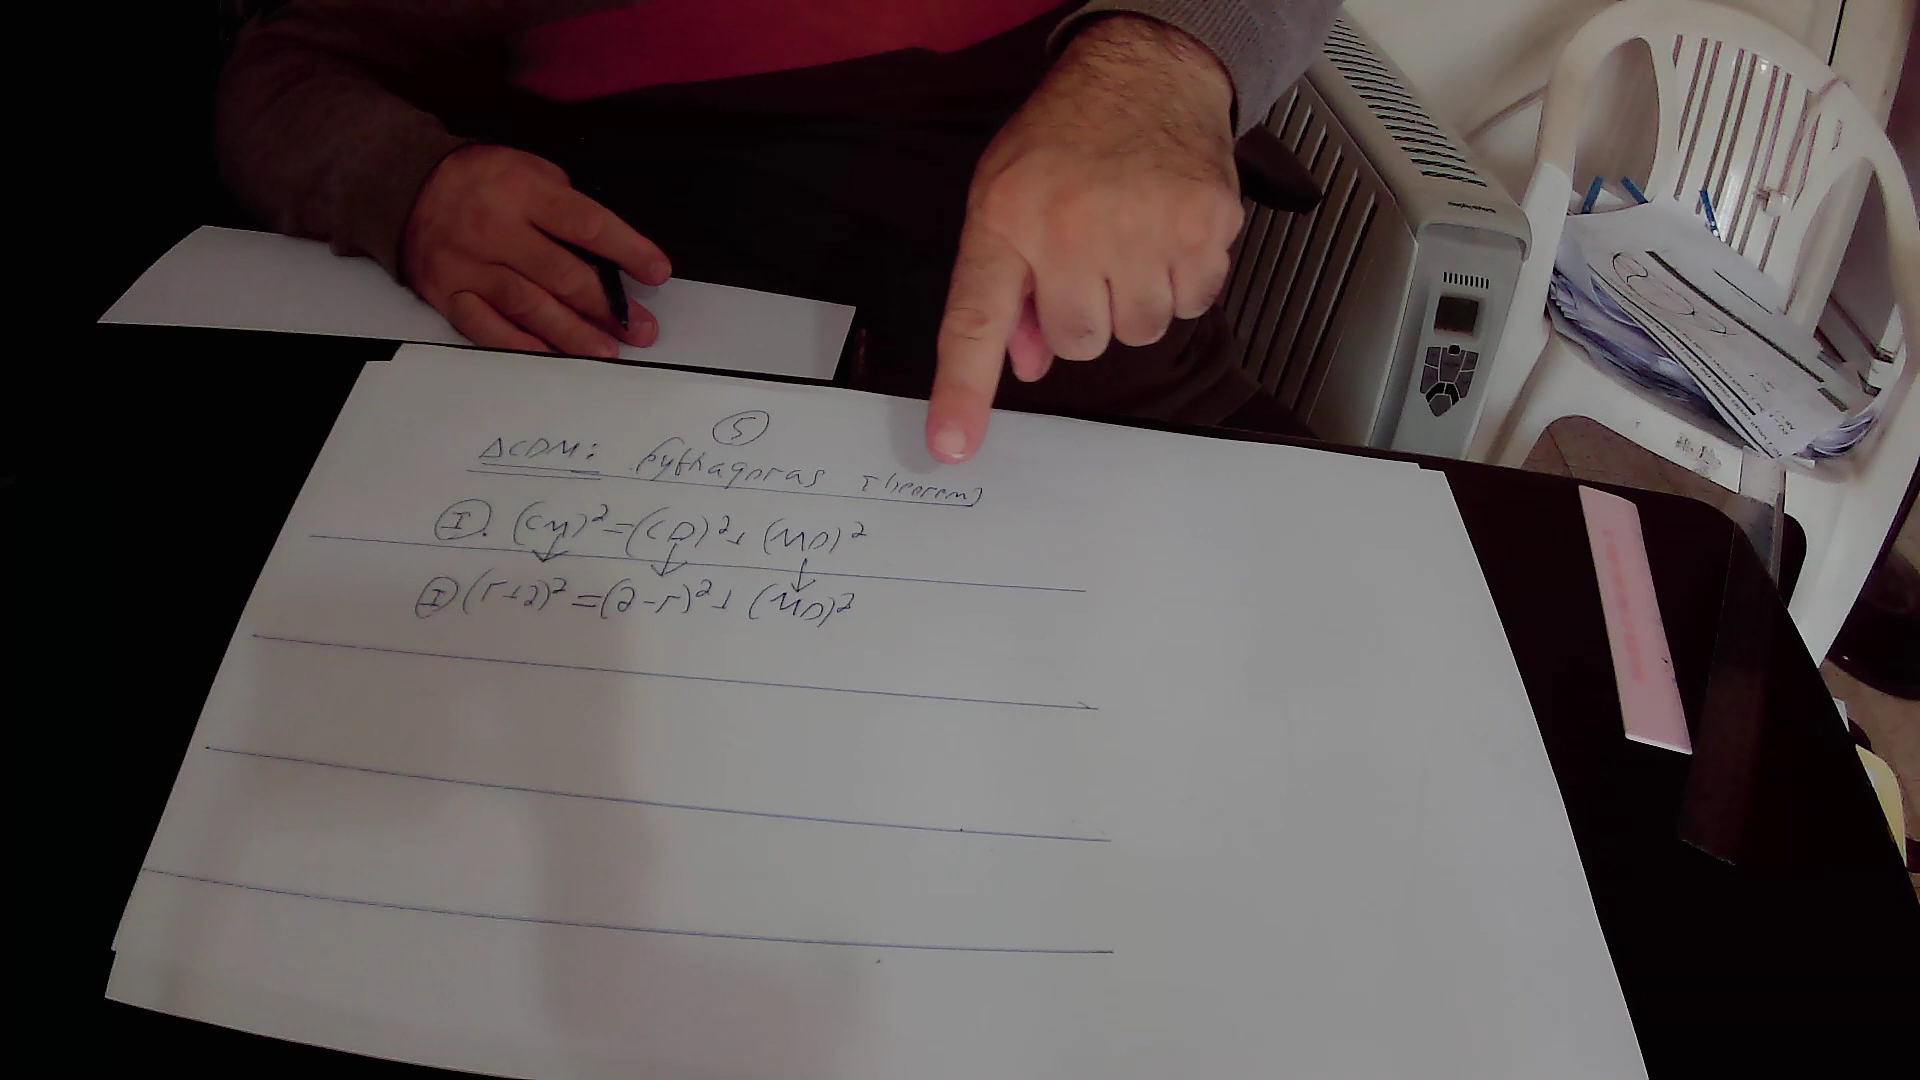 5
ΔCDM: Pythagoras Theorem
I. (CM)²=(CD)²+(MD)²
I (r+2)²=(2-r)²+(MD)²